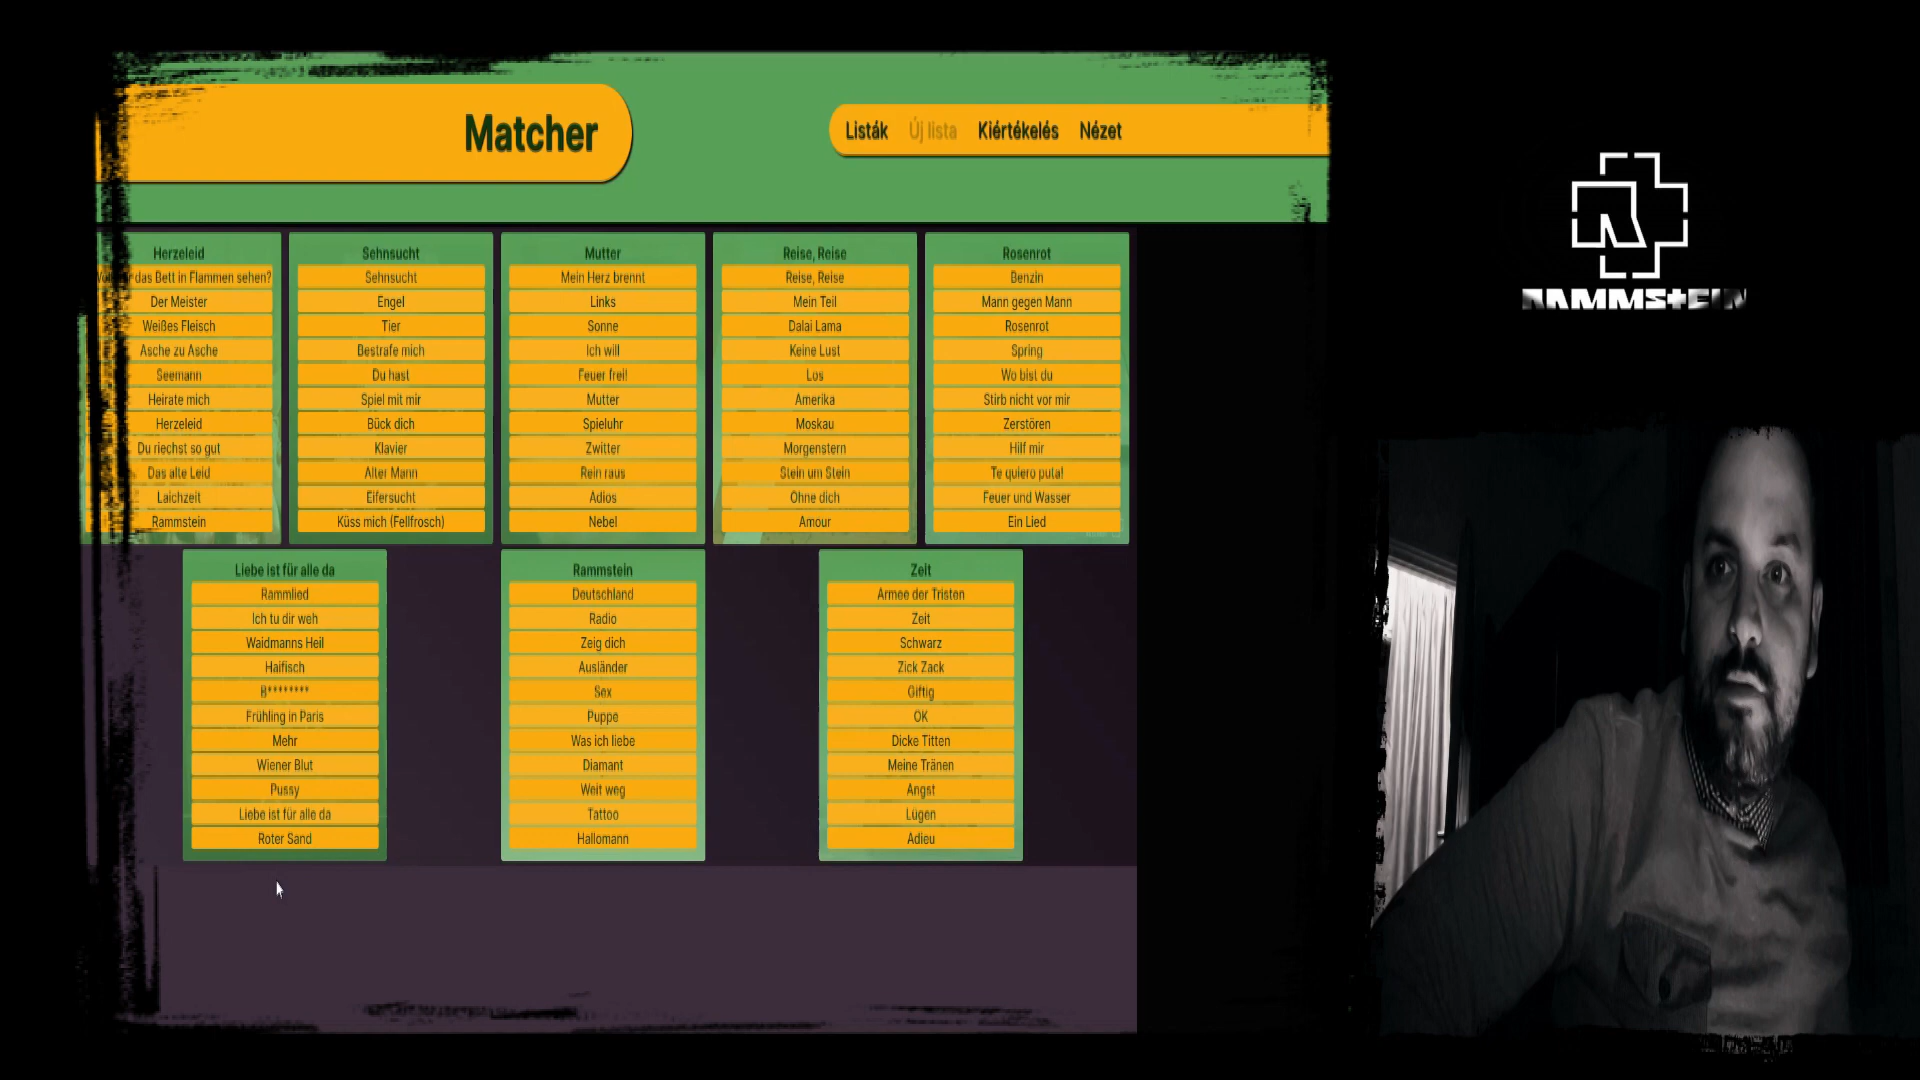 Matcher
Listák Új lista Kiértékelés Nézet
Herzeleid
das Bett in Flammen sehen?
Der Meister
Weißes Fleisch
Asche zu Asche
Seemann
Heirate mich
Herzeleid
Du riechst so gut
Das alte Leid
Laichzeit
Rammstein
Sehnsucht
Sehnsucht
Engel
Tier
Bestrafe mich
Du hast
Spiel mit mir
Bück dich
Klavier
Alter Mann
Eifersucht
Küss mich (Fellfrosch)
Mutter
Mein Herz brennt
Links
Sonne
Ich will
Feuer frei!
Mutter
Spieluhr
Zwitter
Rein raus
Adios
Nebel
Reise, Reise
Reise, Reise
Mein Teil
Dalai Lama
Keine Lust
Los
Amerika
Moskau
Morgenstern
Stein um Stein
Ohne dich
Amour
Rosenrot
Benzin
Mann gegen Mann
Rosenrot
Spring
Wo bist du
Stirb nicht vor mir
Zerstören
Hilf mir
Te quiero puta!
Feuer und Wasser
Ein Lied
Liebe ist für alle da
Rammlied
Ich tu dir weh
Waidmanns Heil
Haifisch
B********
Frühling in Paris
Mehr
Wiener Blut
Pussy
Liebe ist für alle da
Roter Sand
Rammstein
Deutschland
Radio
Zeig dich
Ausländer
Sex
Puppe
Was ich liebe
Diamant
Weit weg
Tattoo
Hallomann
Zeit
Armee der Tristen
Zeit
Schwarz
Zick Zack
Giftig
OK
Dicke Titten
Meine Tränen
Angst
Lügen
Adieu
RAMMSTEIN